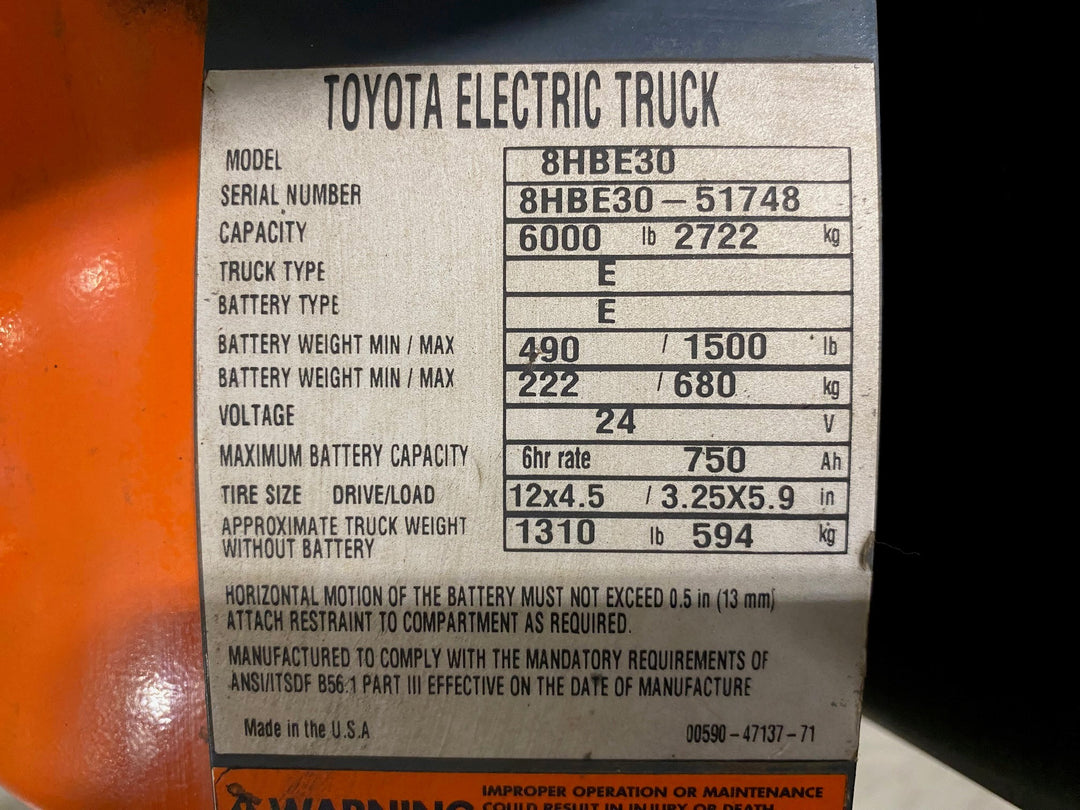 TOYOTA ELECTRIC TRUCK
MODEL 8HBE30
SERIAL NUMBER 8HBE30-51748
CAPACITY 6000 lb 2722 kg
TRUCK TYPE E
BATTERY TYPE E
BATTERY WEIGHT MIN / MAX 490 / 1500 lb
BATTERY WEIGHT MIN / MAX 222 / 680 kg
VOLTAGE 24 V
MAXIMUM BATTERY CAPACITY 6hr rate 750 Ah
TIRE SIZE DRIVE/LOAD 12x4.5 / 3.25X5.9 in
APPROXIMATE TRUCK WEIGHT
WITHOUT BATTERY 1310 lb 594 kg
HORIZONTAL MOTION OF THE BATTERY MUST NOT EXCEED 0.5 in (13 mm)
ATTACH RESTRAINT TO COMPARTMENT AS REQUIRED.
MANUFACTURED TO COMPLY WITH THE MANDATORY REQUIREMENTS OF
ANSI/ITSDF B56.1 PART III EFFECTIVE ON THE DATE OF MANUFACTURE
Made in the U.S.A 00590-47137-71
WARNING
IMPROPER OPERATION OR MAINTENANCE
COULD RESULT IN INJURY OR DEATH